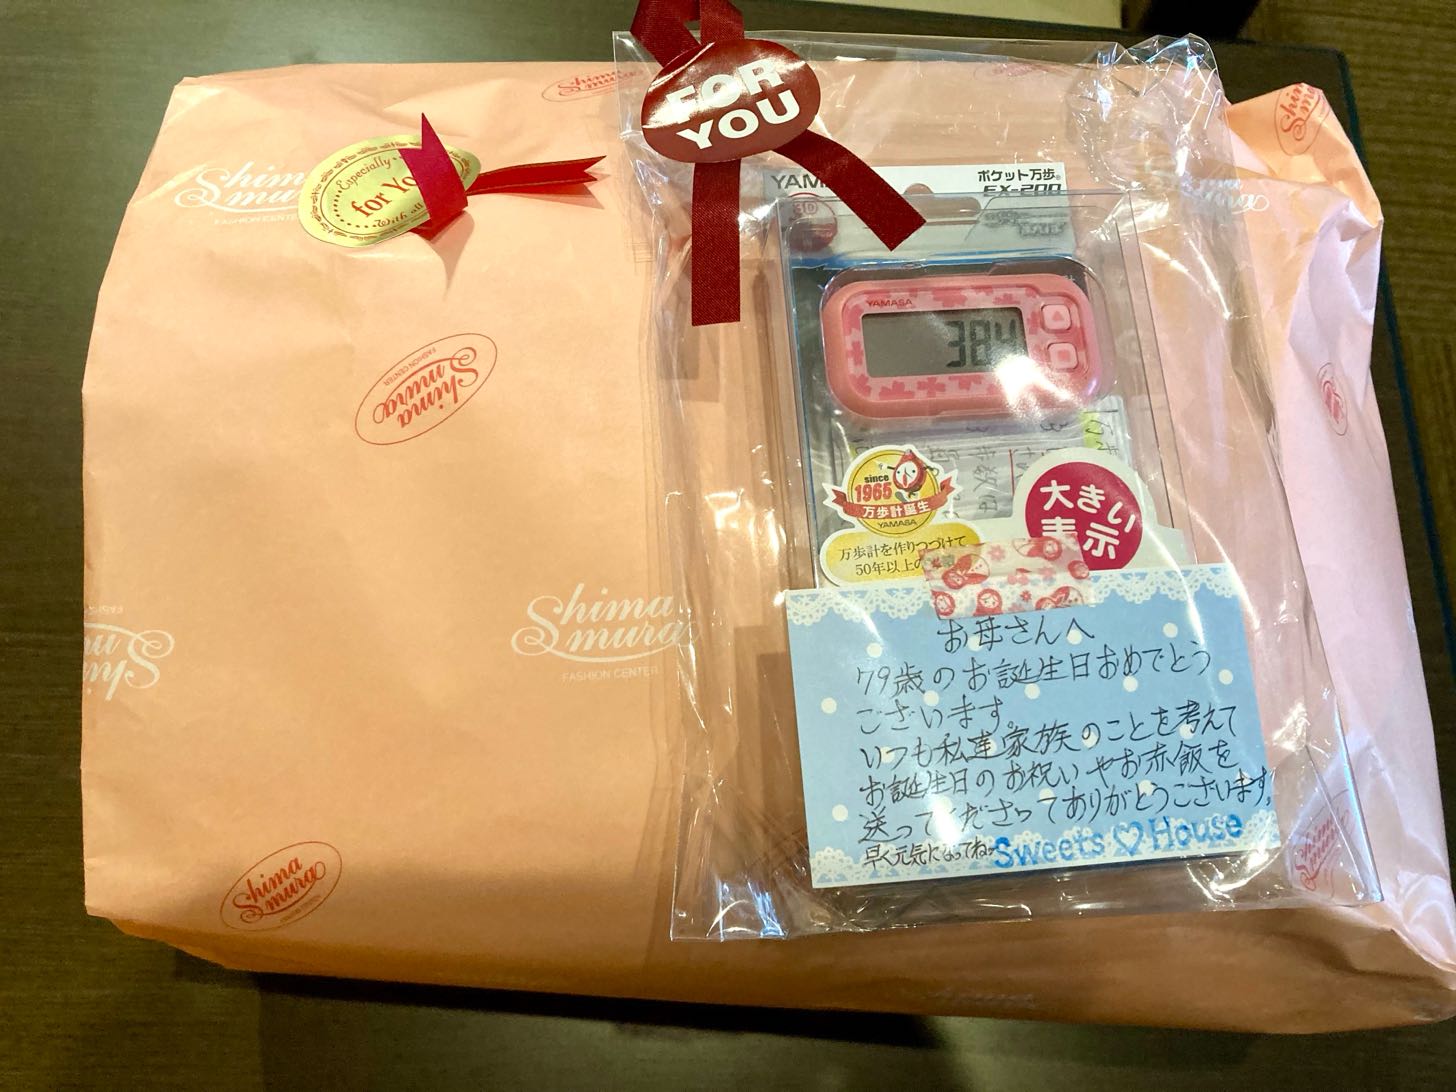 Shima
mura
FASHION CENTER
Especially
for You
With all
FOR
YOU
ポケット万歩
EX-200
YAMASA
384
since
1965
万歩計誕生
YAMASA
万歩計を作りつづけて
50年以上の
大きい
表示
お母さんへ
79歳のお誕生日おめでとう
ございます。
いつも私達家族のことを考えて
お誕生日のお祝いやお赤飯を
送ってくださってありがとうございます。
早く元気になってね
Sweets♡House
Shima
mura
FASHION CENTER
Shima
mura
FASHION CENTER
Shima
mura